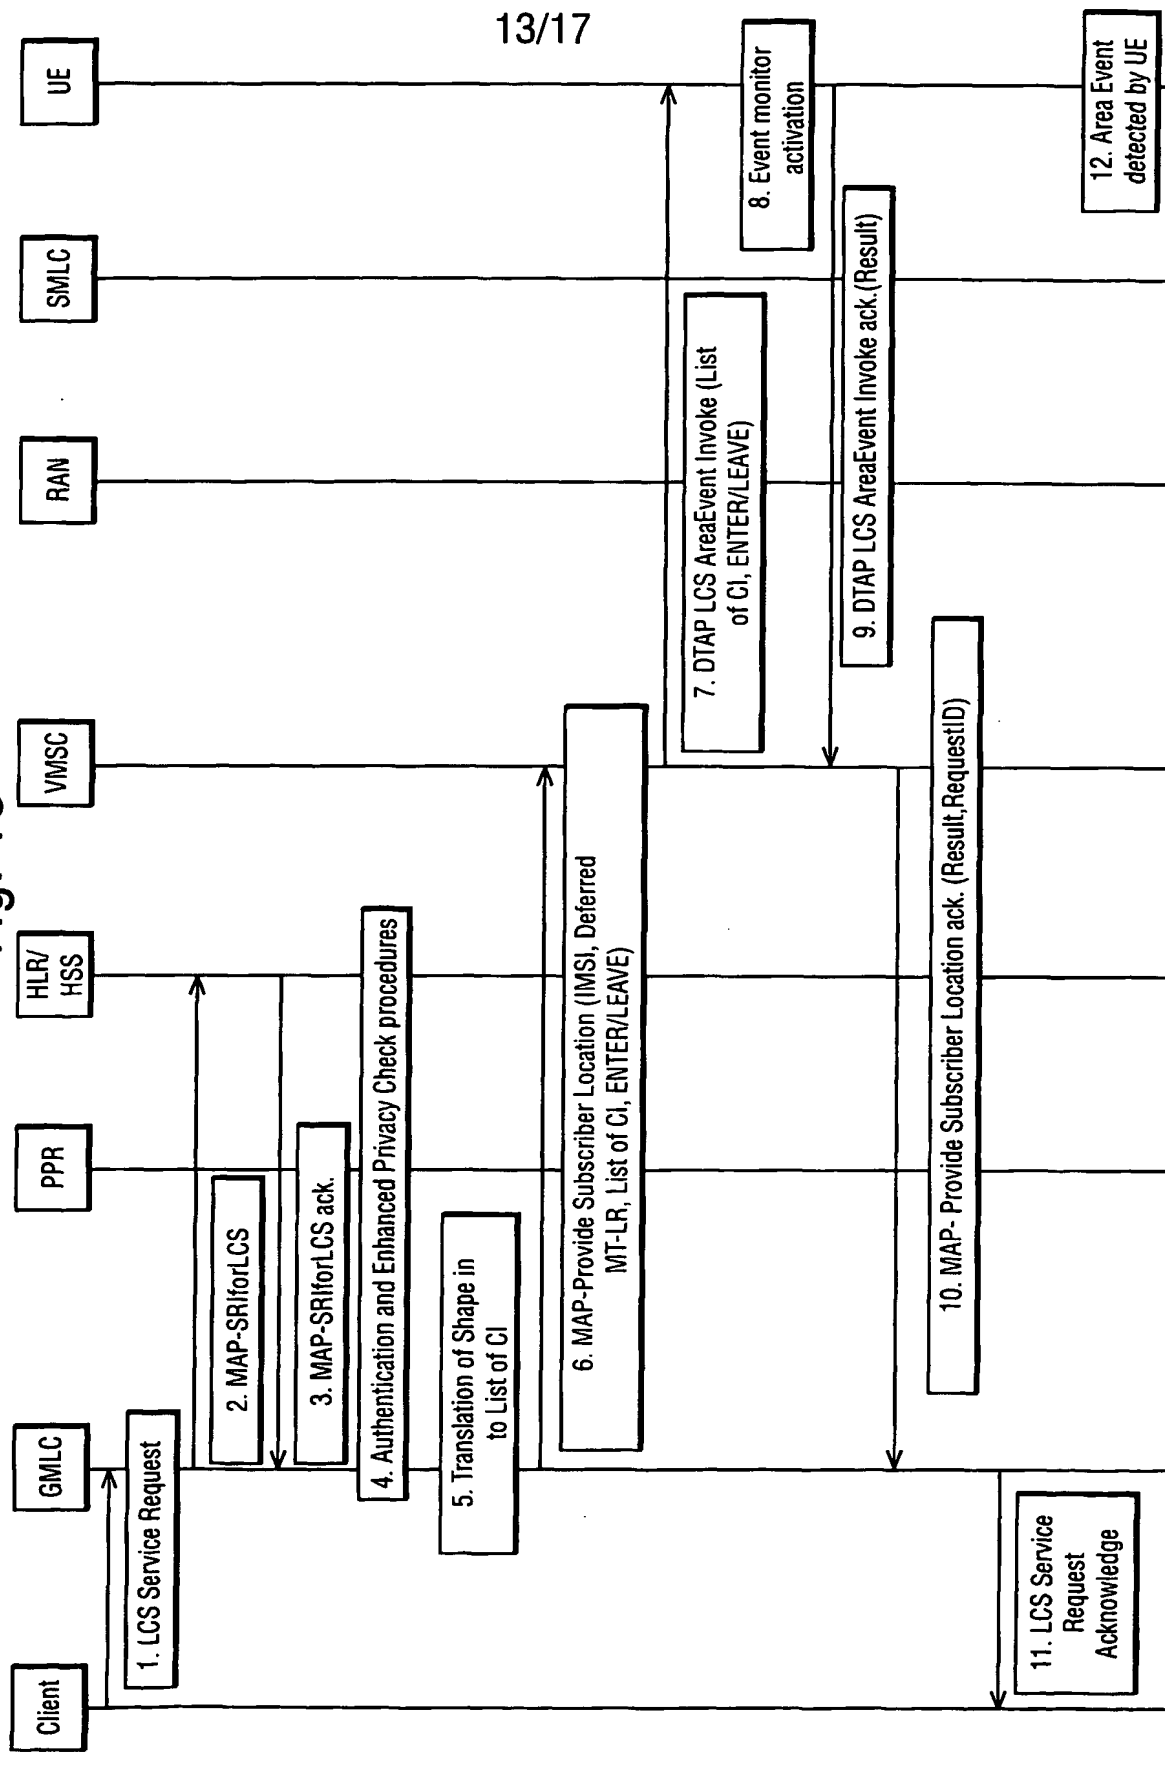 13/17
Client
GMLC
PPR
HLR/
HSS
VMSC
RAN
SMLC
UE
1. LCS Service Request
2. MAP-SRIforLCS
3. MAP-SRIforLCS ack.
4. Authentication and Enhanced Privacy Check procedures
5. Translation of Shape in
to List of CI
6. MAP-Provide Subscriber Location (IMSI, Deferred
MT-LR, List of CI, ENTER/LEAVE)
7. DTAP LCS AreaEvent Invoke (List
of CI, ENTER/LEAVE)
8. Event monitor
activation
9. DTAP LCS AreaEvent Invoke ack.(Result)
10. MAP- Provide Subscriber Location ack. (Result,RequestID)
11. LCS Service
Request
Acknowledge
12. Area Event
detected by UE